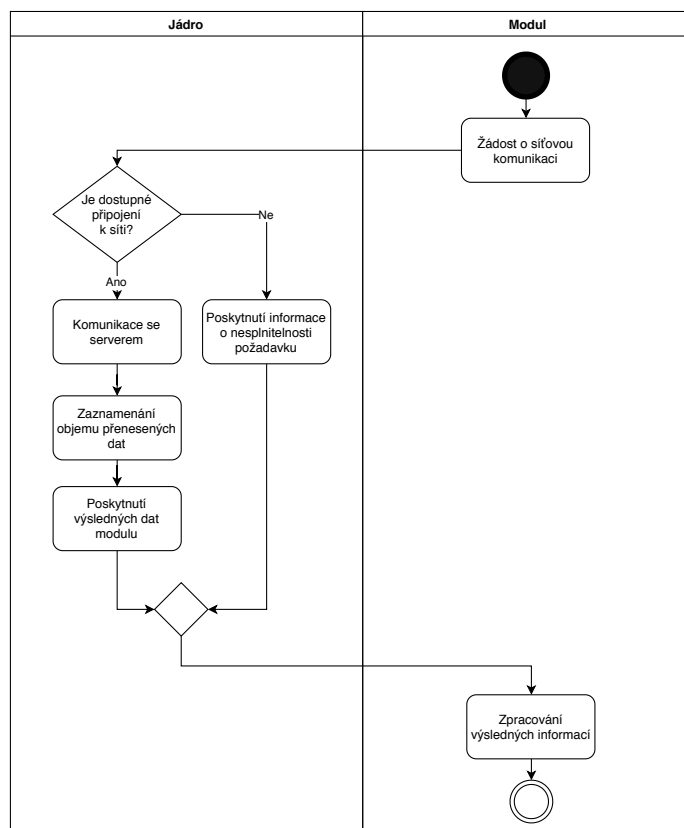 Jádro
Modul
Žádost o síťovou
komunikaci
Je dostupné
připojení
k síti?
Ne
Ano
Komunikace se
serverem
Poskytnutí informace
o nesplnitelnosti
požadavku
Zaznamenání
objemu přenesených
dat
Poskytnutí
výsledných dat
modulu
Zpracování
výsledných informací